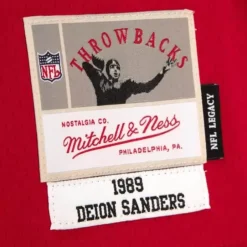 THROWBACKS
NFL
NOSTALGIA CO.
Mitchell & Ness
PHILADELPHIA, PA.
NFL LEGACY
1989
DEION SANDERS